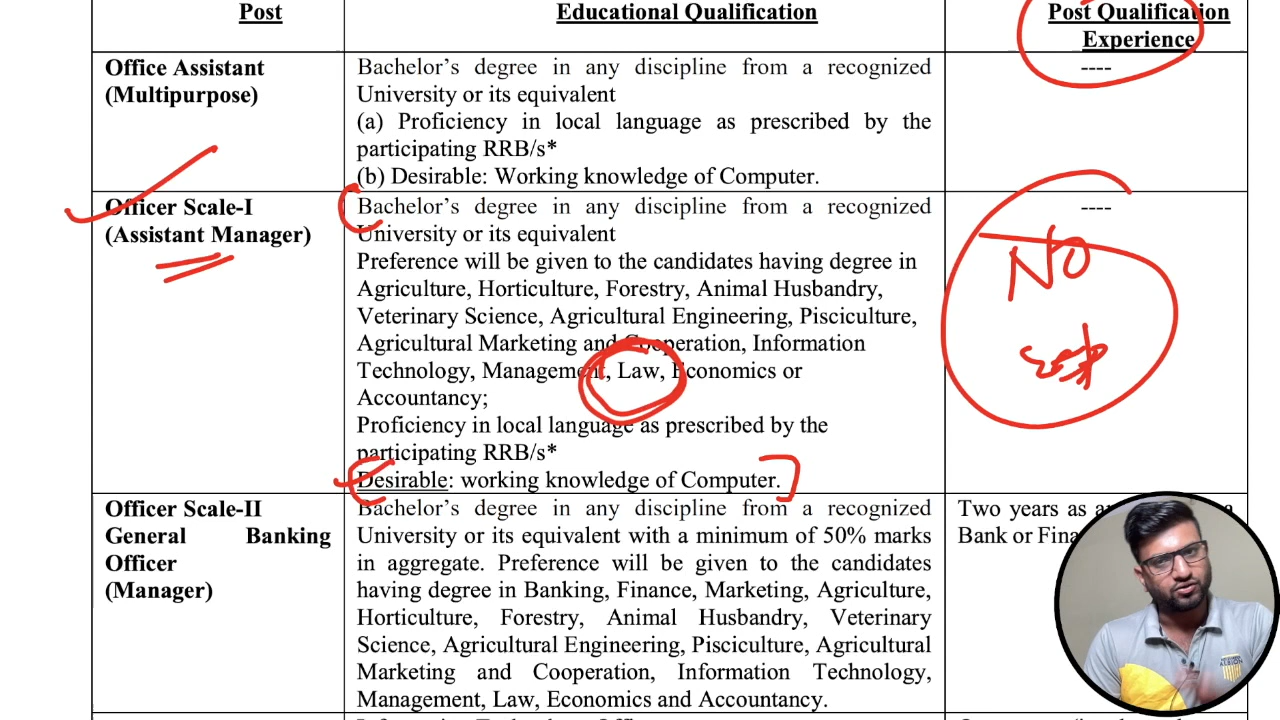 Post
Educational Qualification
Post Qualification
Experience
Office Assistant
(Multipurpose)
Bachelor's degree in any discipline from a recognized
University or its equivalent
(a) Proficiency in local language as prescribed by the
participating RRB/s*
(b) Desirable: Working knowledge of Computer.
----
Officer Scale-I
(Assistant Manager)
Bachelor's degree in any discipline from a recognized
University or its equivalent
Preference will be given to the candidates having degree in
Agriculture, Horticulture, Forestry, Animal Husbandry,
Veterinary Science, Agricultural Engineering, Pisciculture,
Agricultural Marketing and Cooperation, Information
Technology, Management, Law, Economics or
Accountancy;
Proficiency in local language as prescribed by the
participating RRB/s*
Desirable: working knowledge of Computer.
----
NO
Officer Scale-II
General Banking
Officer
(Manager)
Bachelor's degree in any discipline from a recognized
University or its equivalent with a minimum of 50% marks
in aggregate. Preference will be given to the candidates
having degree in Banking, Finance, Marketing, Agriculture,
Horticulture, Forestry, Animal Husbandry, Veterinary
Science, Agricultural Engineering, Pisciculture, Agricultural
Marketing and Cooperation, Information Technology,
Management, Law, Economics and Accountancy.
Two years as
Bank or